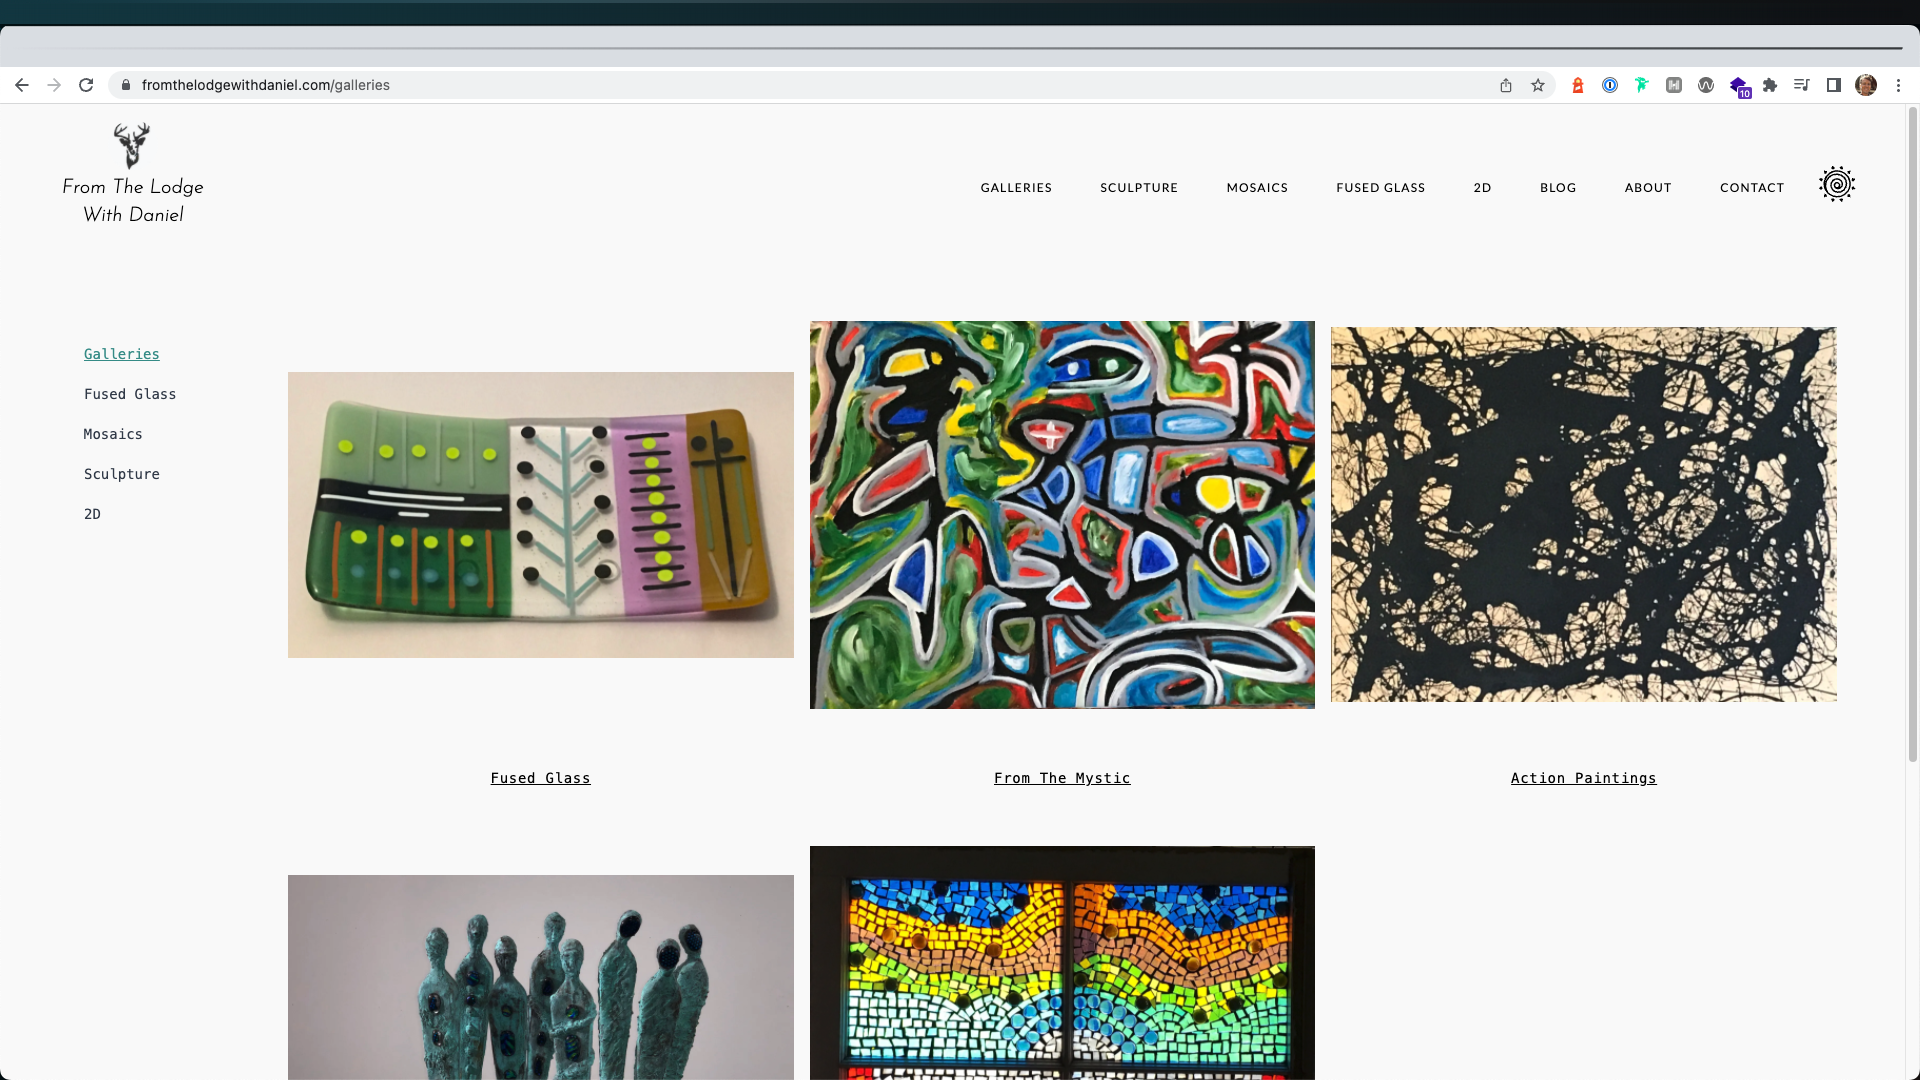 fromthelodgewithdaniel.com/galleries
10
From The Lodge
With Daniel
GALLERIES SCULPTURE MOSAICS FUSED GLASS 2D BLOG ABOUT CONTACT
Galleries
Fused Glass
Mosaics
Sculpture
2D
Fused Glass
From The Mystic
Action Paintings